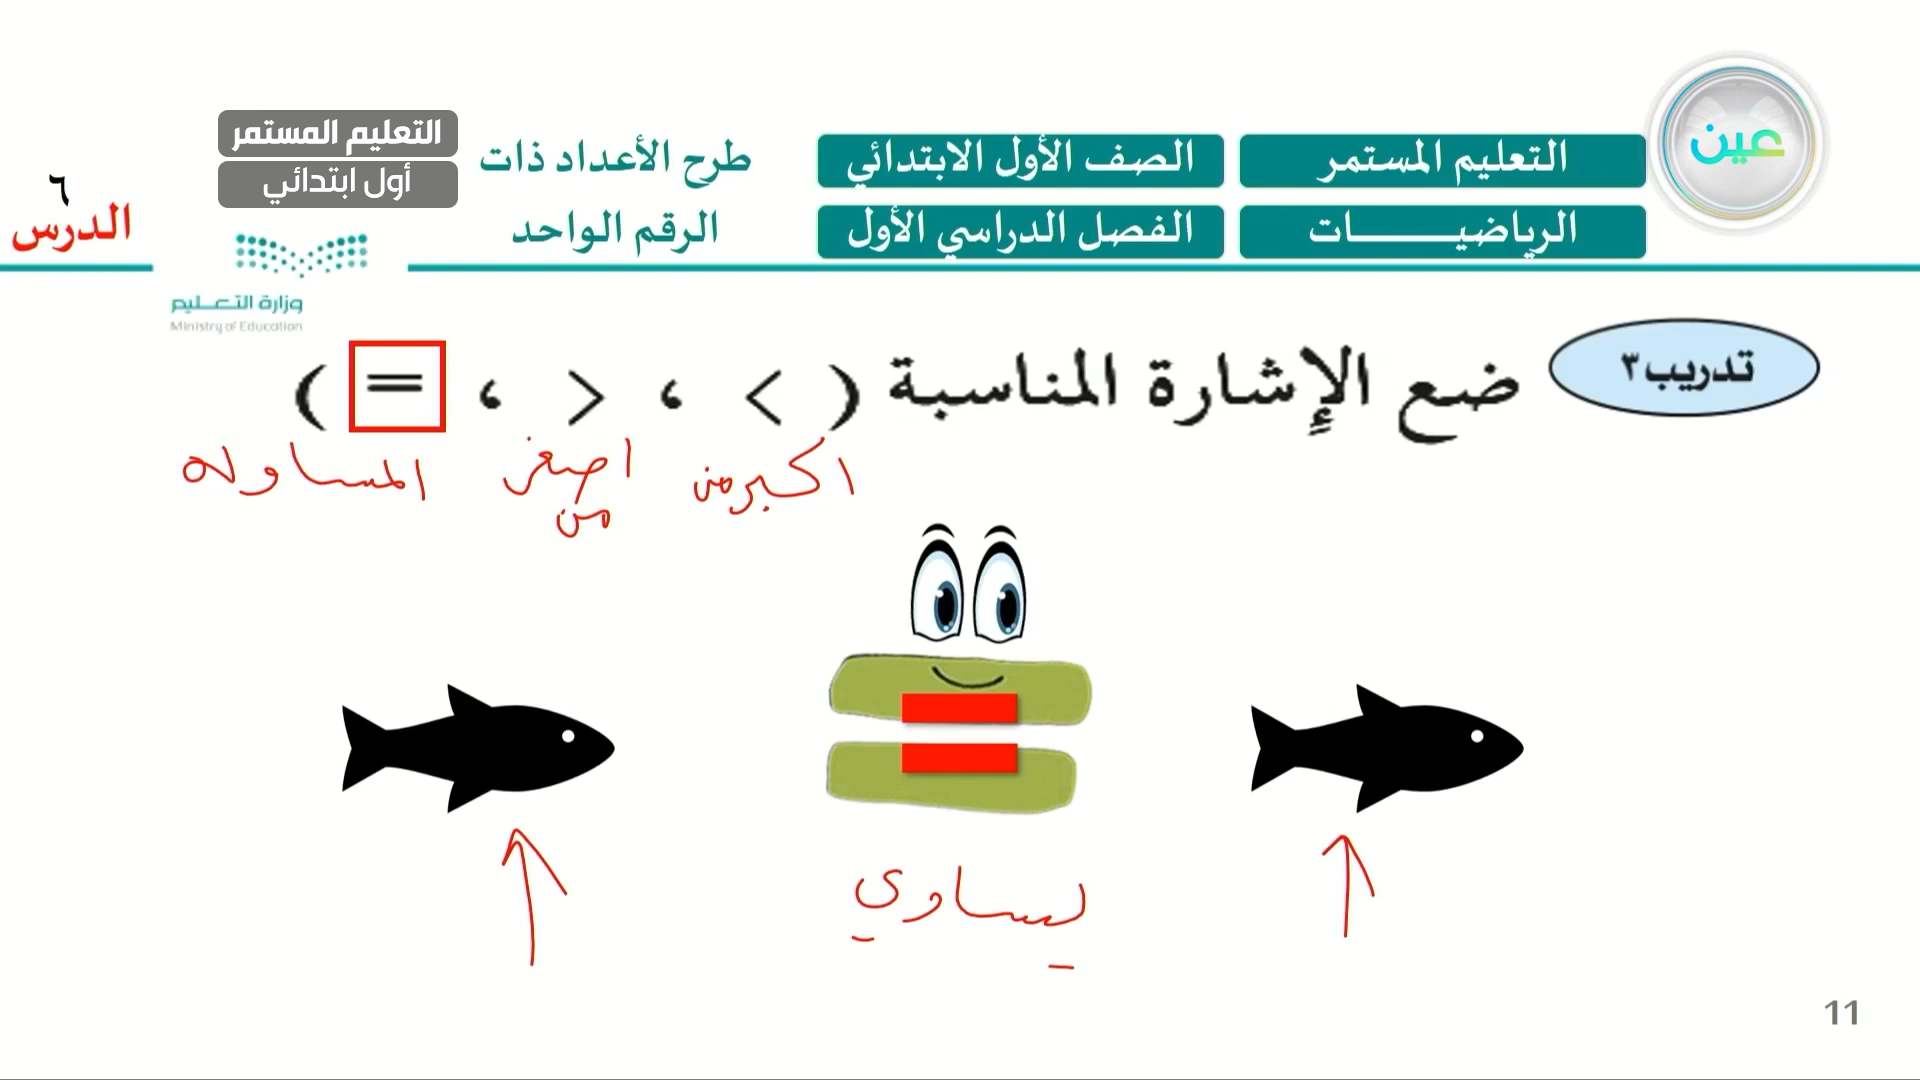 عين
التعليم المستمر
الصف الأول الابتدائي
طرح الأعداد ذات
التعليم المستمر
أول ابتدائي
٦
الدرس
الرياضيـــــــــات
الفصل الدراسي الأول
الرقم الواحد
وزارة التعليم
Ministry of Education
تدريب ٣
ضع الإشارة المناسبة ( < ، > ، = )
اكبر من
اصغر
من
المساواه
يساوي
11